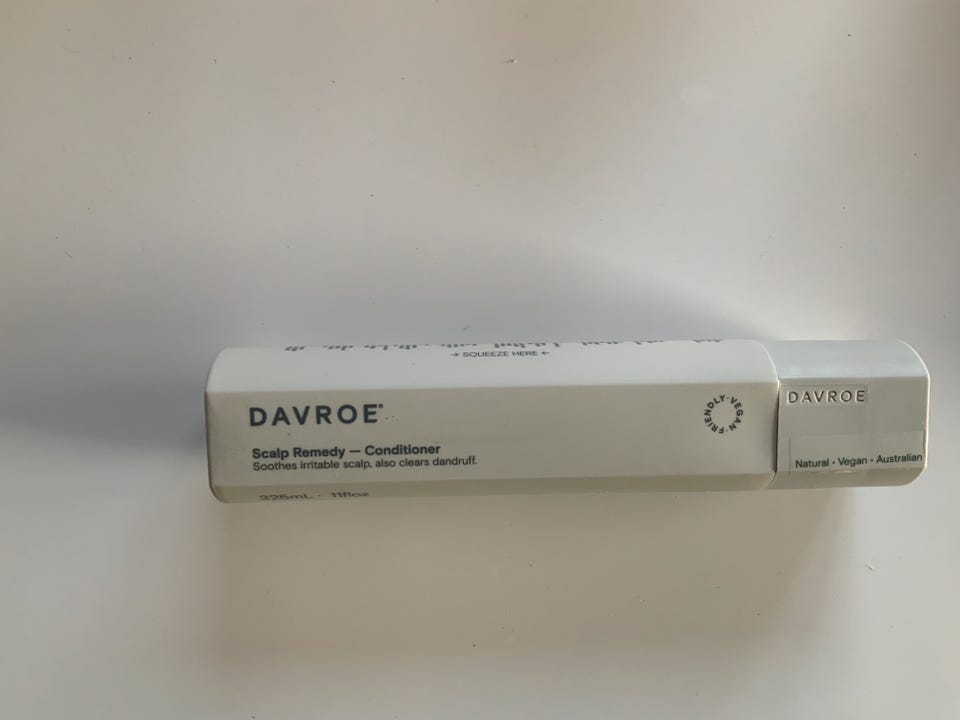 → SQUEEZE HERE ←
DAVROE®
Scalp Remedy — Conditioner
Soothes irritable scalp, also clears dandruff.
325mL · 11floz
FRIENDLY · VEGAN ·
DAVROE
Natural · Vegan · Australian